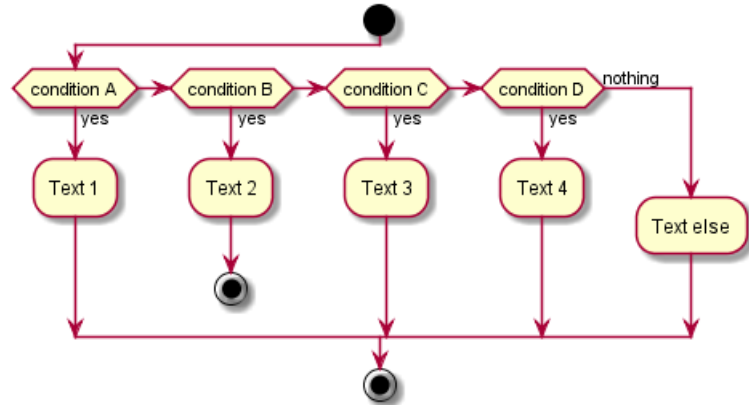 condition A
condition B
condition C
condition D
nothing
yes
yes
yes
yes
Text 1
Text 2
Text 3
Text 4
Text else